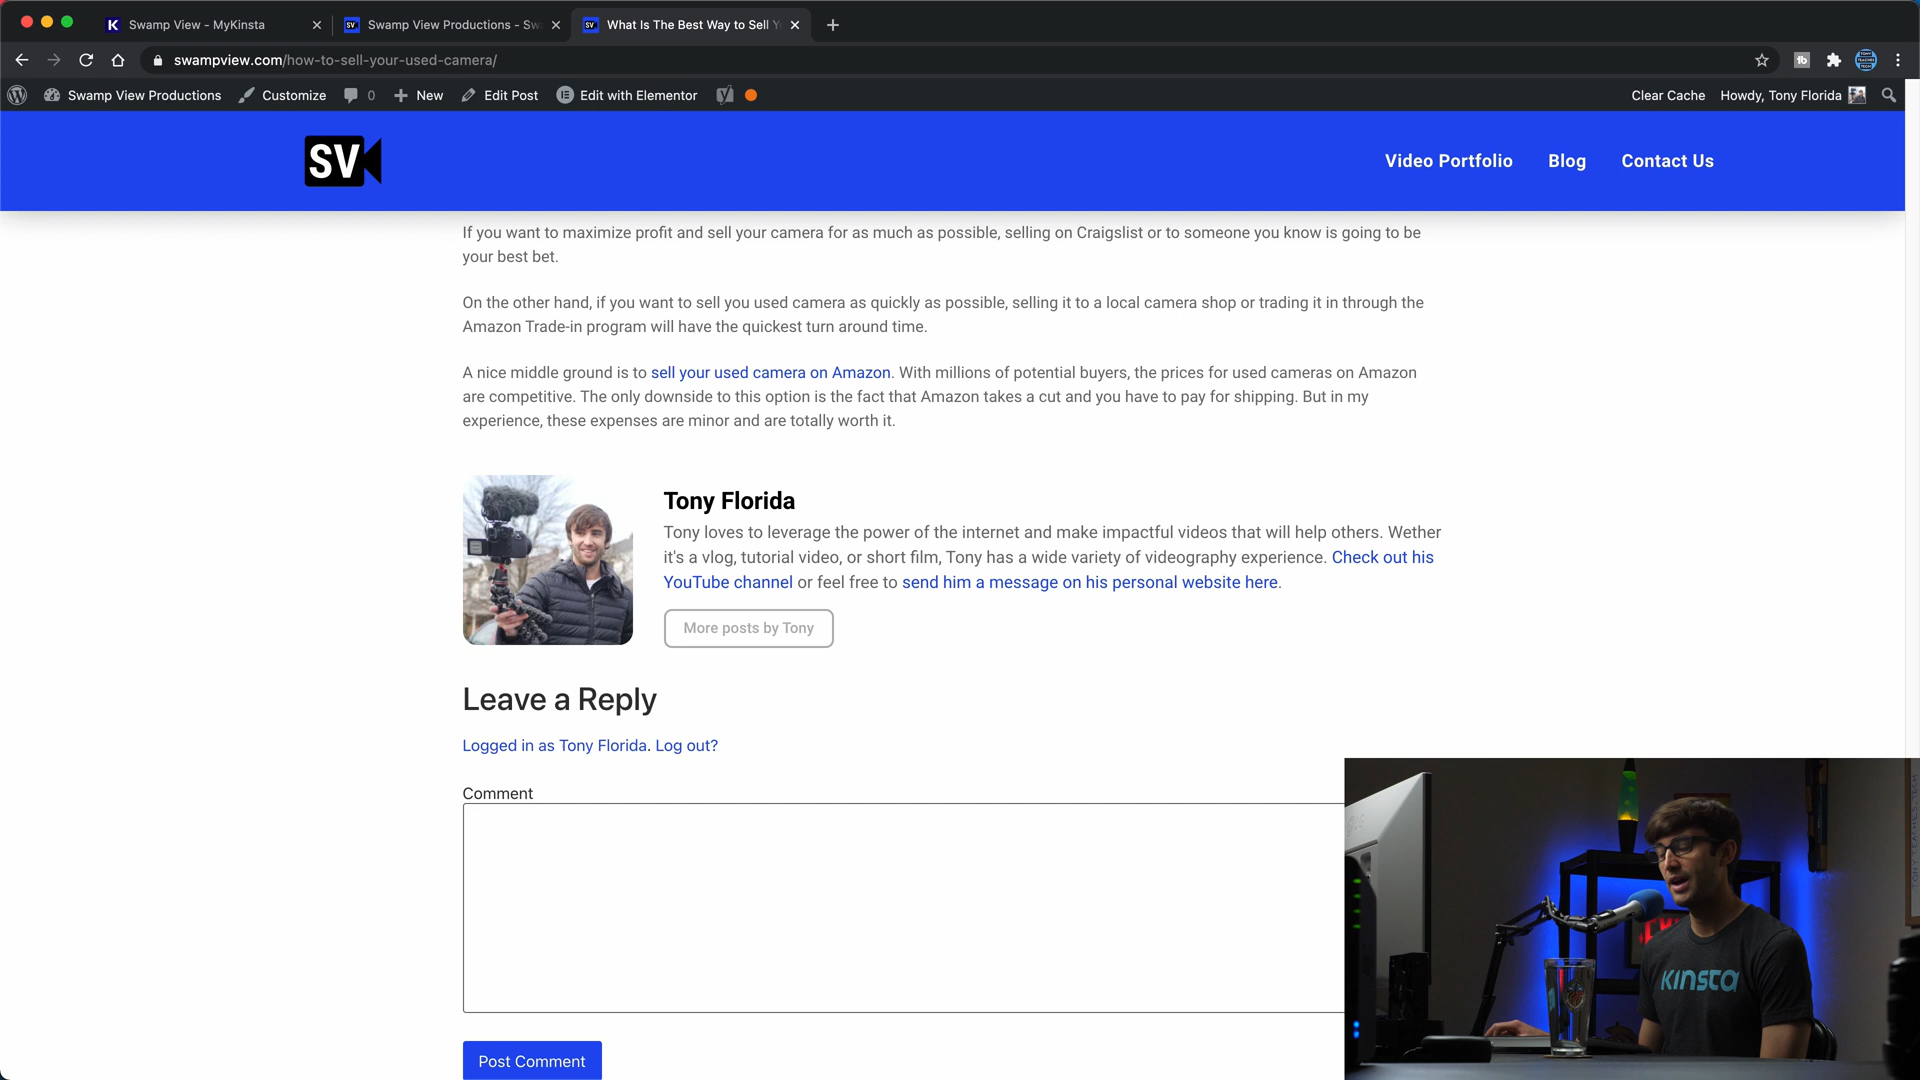 Swamp View - MyKinsta
Swamp View Productions - Sw
What Is The Best Way to Sell Y
swampview.com/how-to-sell-your-used-camera/
Swamp View Productions
Customize
0
New
Edit Post
Edit with Elementor
Clear Cache
Howdy, Tony Florida
SV
Video Portfolio
Blog
Contact Us
If you want to maximize profit and sell your camera for as much as possible, selling on Craigslist or to someone you know is going to be
your best bet.
On the other hand, if you want to sell you used camera as quickly as possible, selling it to a local camera shop or trading it in through the
Amazon Trade-in program will have the quickest turn around time.
A nice middle ground is to sell your used camera on Amazon. With millions of potential buyers, the prices for used cameras on Amazon
are competitive. The only downside to this option is the fact that Amazon takes a cut and you have to pay for shipping. But in my
experience, these expenses are minor and are totally worth it.
Tony Florida
Tony loves to leverage the power of the internet and make impactful videos that will help others. Wether
it's a vlog, tutorial video, or short film, Tony has a wide variety of videography experience. Check out his
YouTube channel or feel free to send him a message on his personal website here.
More posts by Tony
Leave a Reply
Logged in as Tony Florida. Log out?
Comment
Post Comment
KINSTA